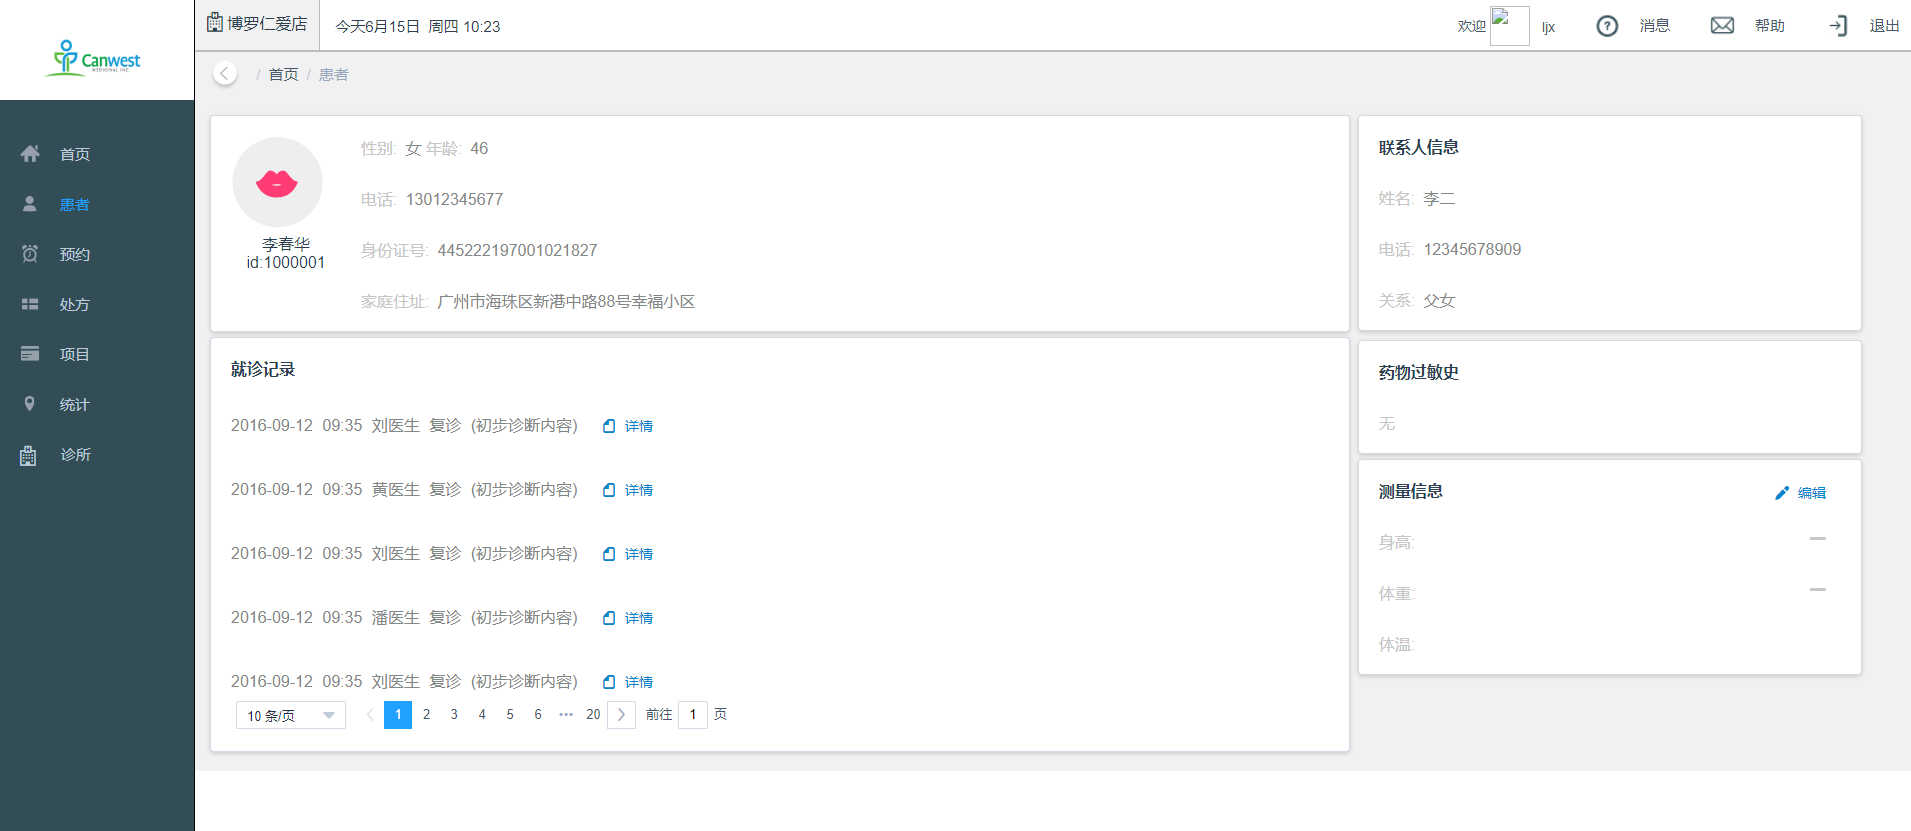 Canwest
MEDICINAL INC.
博罗仁爱店
今天6月15日 周四 10:23
欢迎 ljx 消息 帮助 退出
/ 首页 / 患者
首页
患者
预约
处方
项目
统计
诊所
李春华
id:1000001
性别: 女 年龄: 46
电话: 13012345677
身份证号: 445222197001021827
家庭住址: 广州市海珠区新港中路88号幸福小区
联系人信息
姓名: 李二
电话: 12345678909
关系: 父女
就诊记录
2016-09-12 09:35 刘医生 复诊 (初步诊断内容) 详情
2016-09-12 09:35 黄医生 复诊 (初步诊断内容) 详情
2016-09-12 09:35 刘医生 复诊 (初步诊断内容) 详情
2016-09-12 09:35 潘医生 复诊 (初步诊断内容) 详情
2016-09-12 09:35 刘医生 复诊 (初步诊断内容) 详情
10 条/页 1 2 3 4 5 6 ••• 20 前往 1 页
药物过敏史
无
测量信息 编辑
身高:
体重:
体温: